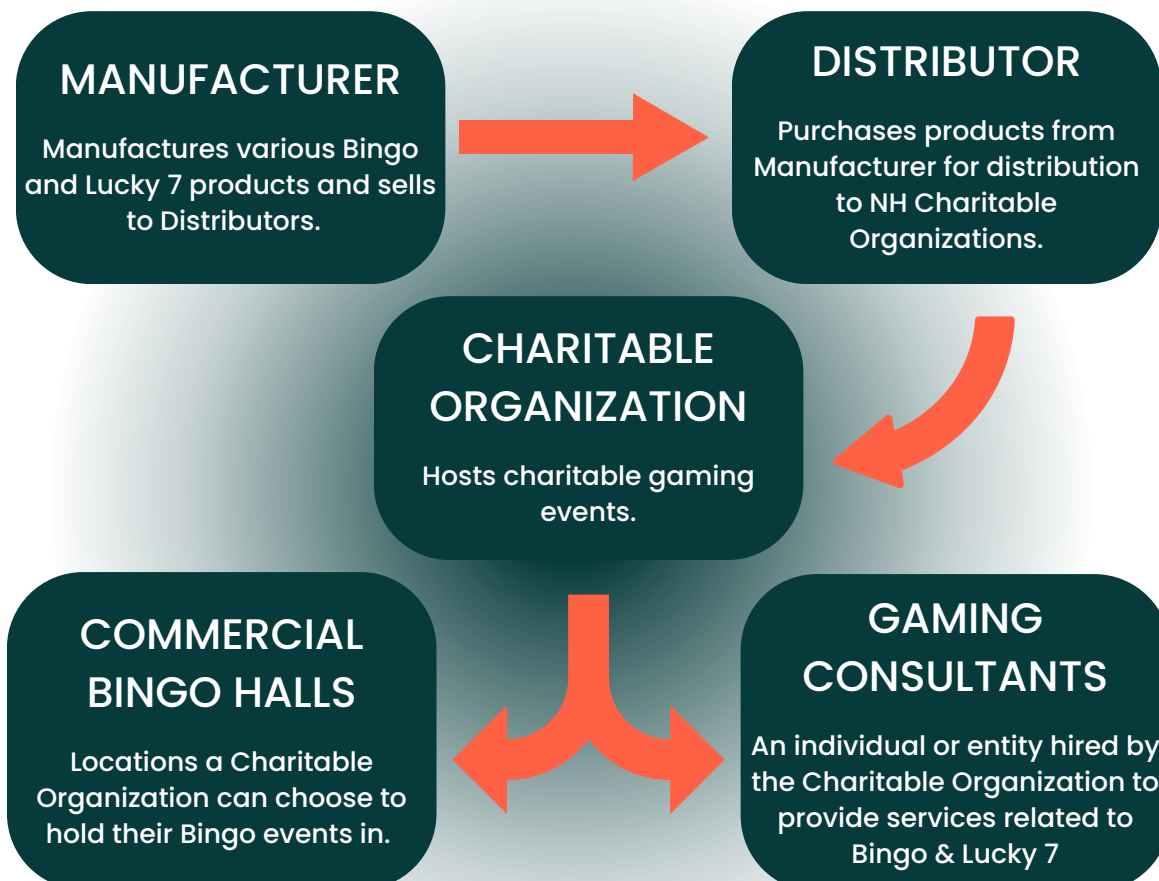 MANUFACTURER
Manufactures various Bingo
and Lucky 7 products and sells
to Distributors.
DISTRIBUTOR
Purchases products from
Manufacturer for distribution
to NH Charitable
Organizations.
CHARITABLE
ORGANIZATION
Hosts charitable gaming
events.
COMMERCIAL
BINGO HALLS
Locations a Charitable
Organization can choose to
hold their Bingo events in.
GAMING
CONSULTANTS
An individual or entity hired by
the Charitable Organization to
provide services related to
Bingo & Lucky 7